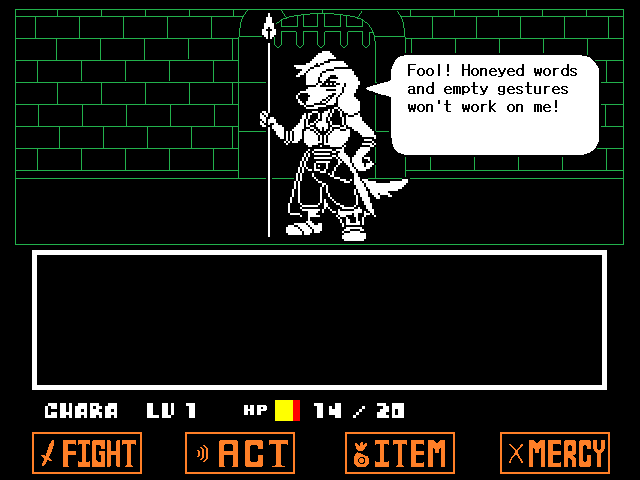 Fool! Honeyed words
and empty gestures
won't work on me!
CHARA LV 1 HP 14 / 20
FIGHT ACT ITEM MERCY